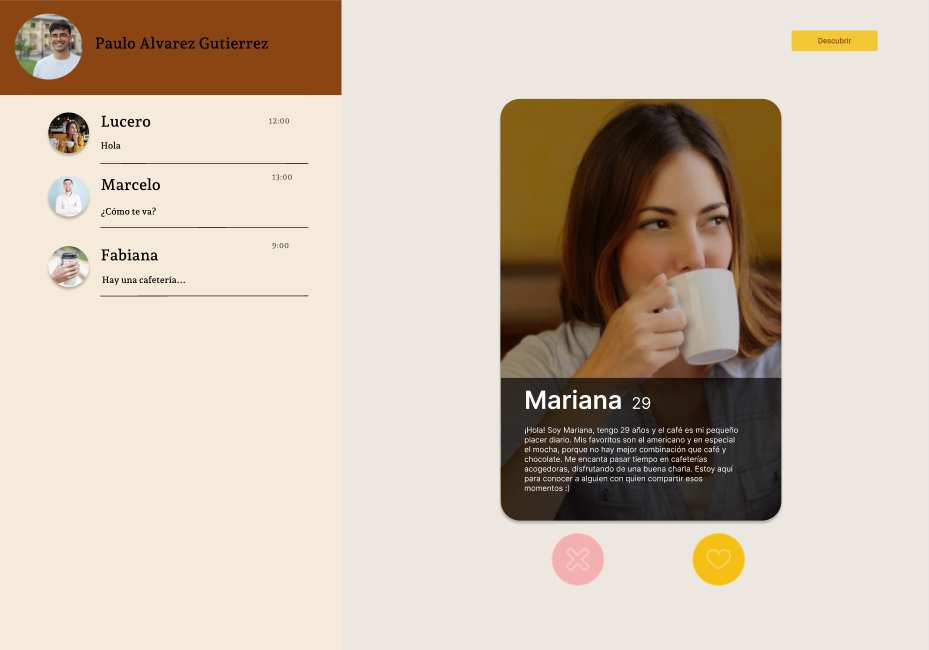 Paulo Alvarez Gutierrez
Descubrir
Lucero
12:00
Hola
Marcelo
13:00
¿Cómo te va?
Fabiana
9:00
Hay una cafetería...
Mariana 29
¡Hola! Soy Mariana, tengo 29 años y el café es mi pequeño
placer diario. Mis favoritos son el americano y en especial
el mocha, porque no hay mejor combinación que café y
chocolate. Me encanta pasar tiempo en cafeterías
acogedoras, disfrutando de una buena charla. Estoy aquí
para conocer a alguien con quien compartir esos
momentos :)